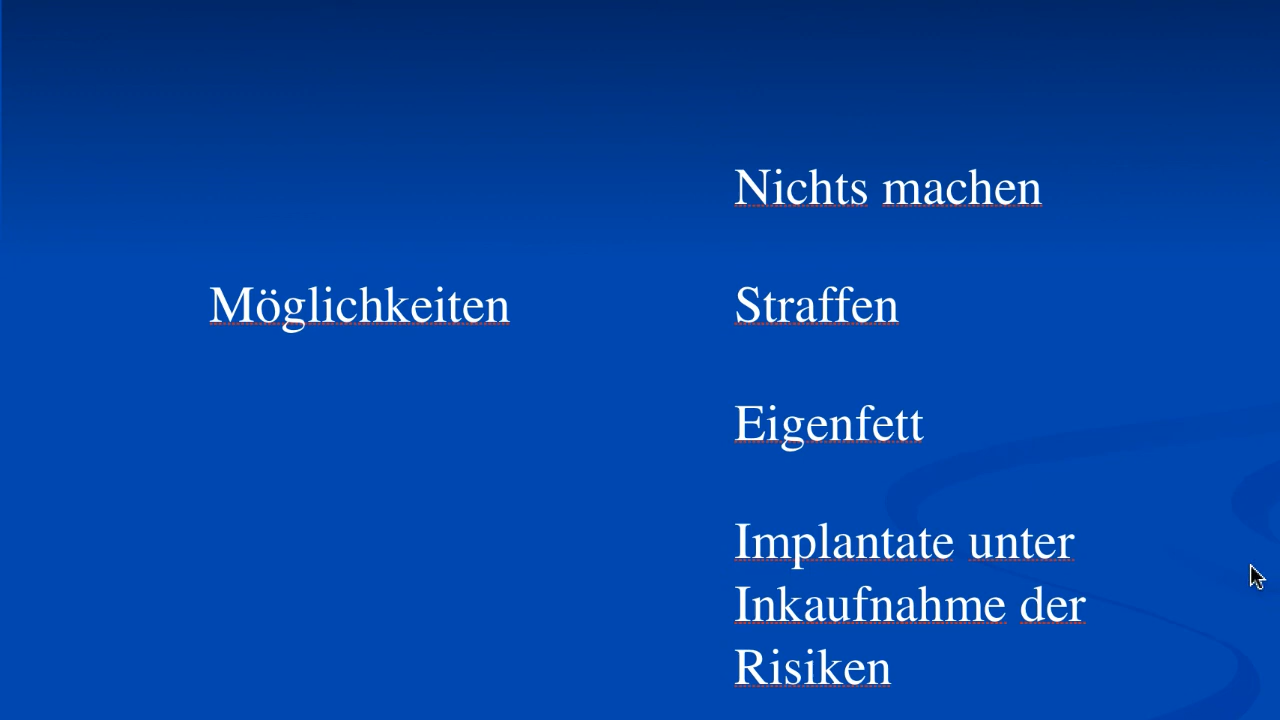 Nichts machen
Möglichkeiten
Straffen
Eigenfett
Implantate unter
Inkaufnahme der
Risiken